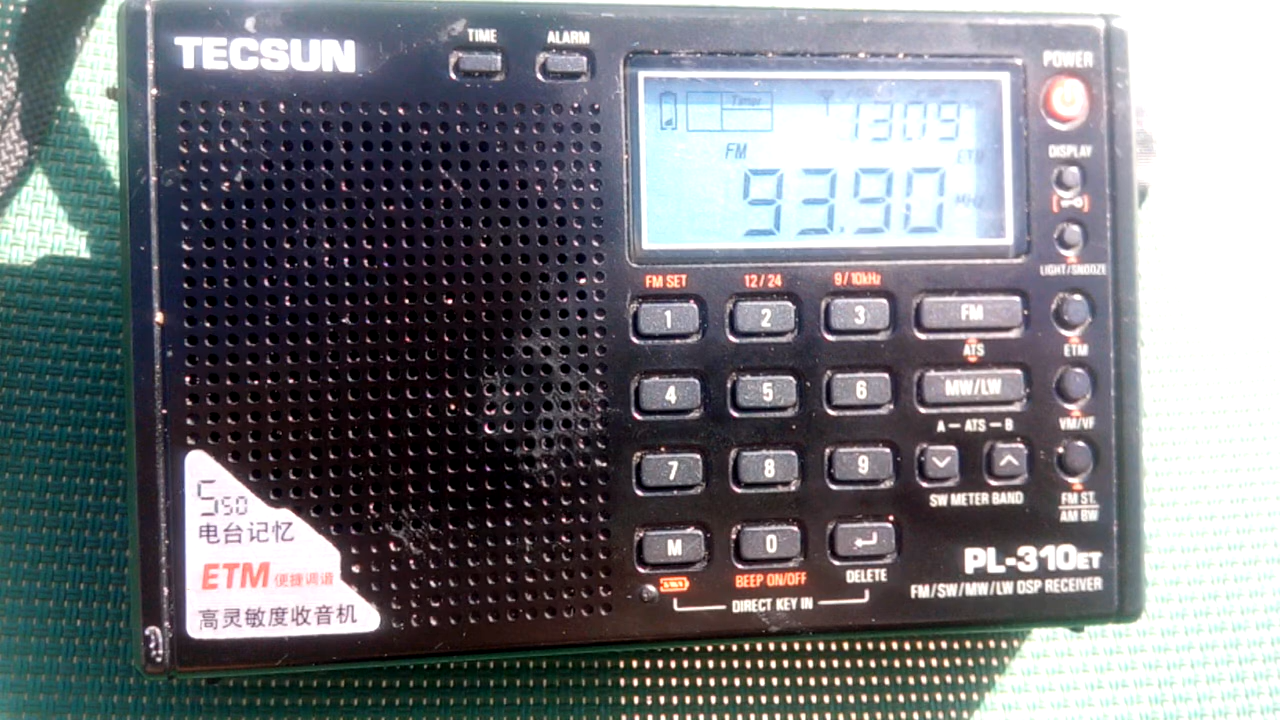 TECSUN
TIME
ALARM
POWER
Timer
1309
FM
ETM
93.90
MHz
DISPLAY
LIGHT/SNOOZE
FM SET
12/24
9/10kHz
1
2
3
FM
ATS
ETM
4
5
6
MW/LW
A — ATS — B
VM/VF
7
8
9
SW METER BAND
FM ST.
AM BW
M
0
BEEP ON/OFF
DELETE
DIRECT KEY IN
PL-310ET
FM/SW/MW/LW DSP RECEIVER
550
电台记忆
ETM 便捷调谐
高灵敏度收音机